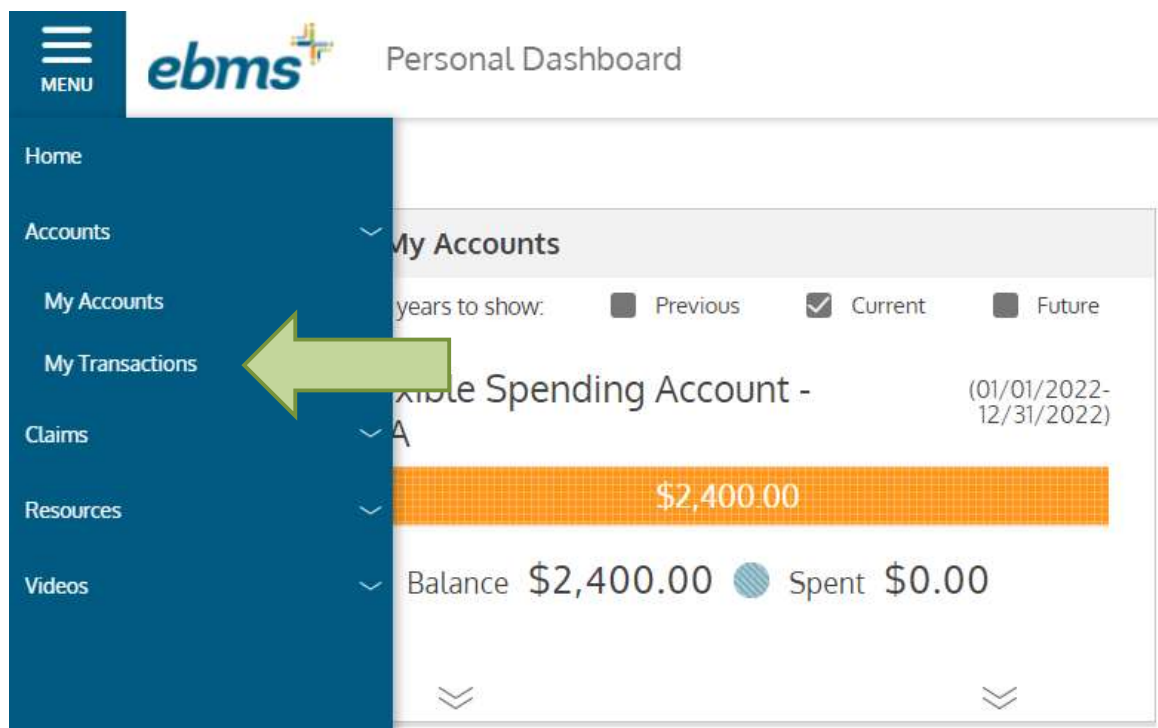 MENU
ebms
Personal Dashboard
Home
Accounts
My Accounts
My Transactions
Claims
Resources
Videos
My Accounts
years to show: Previous Current Future
xible Spending Account -
A
(01/01/2022-
12/31/2022)
$2,400.00
Balance $2,400.00 Spent $0.00